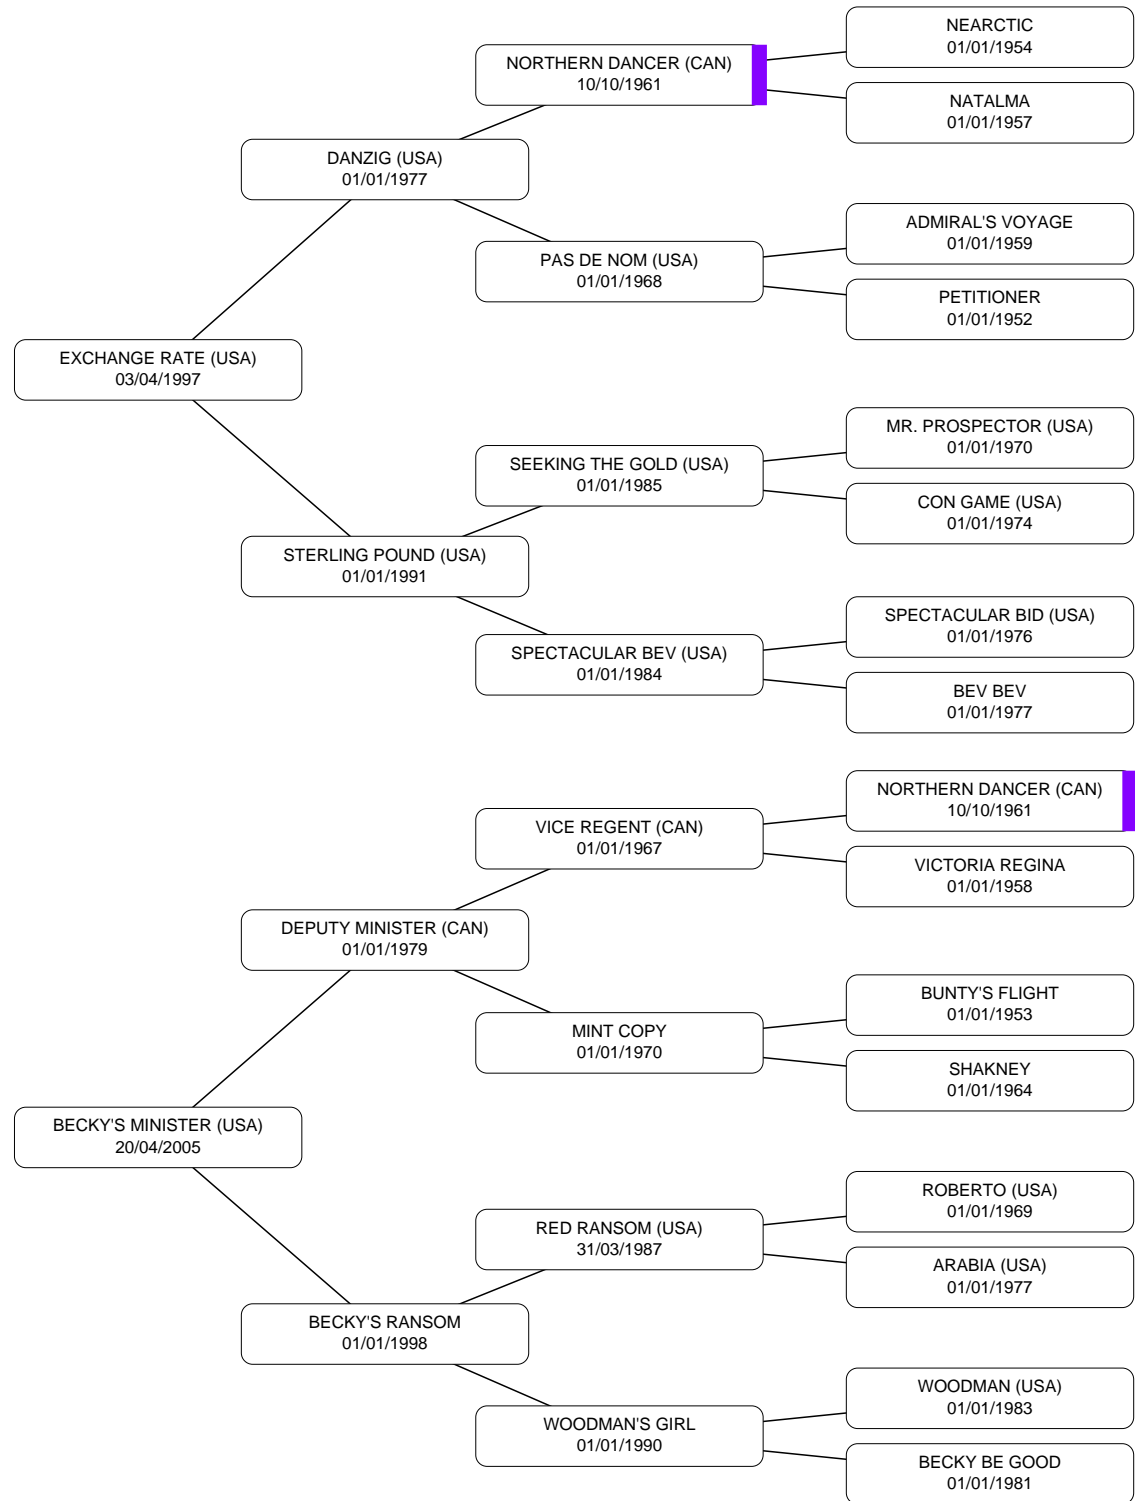 NEARCTIC
01/01/1954
NORTHERN DANCER (CAN)
10/10/1961
NATALMA
01/01/1957
DANZIG (USA)
01/01/1977
ADMIRAL'S VOYAGE
01/01/1959
PAS DE NOM (USA)
01/01/1968
PETITIONER
01/01/1952
EXCHANGE RATE (USA)
03/04/1997
MR. PROSPECTOR (USA)
01/01/1970
SEEKING THE GOLD (USA)
01/01/1985
CON GAME (USA)
01/01/1974
STERLING POUND (USA)
01/01/1991
SPECTACULAR BID (USA)
01/01/1976
SPECTACULAR BEV (USA)
01/01/1984
BEV BEV
01/01/1977
NORTHERN DANCER (CAN)
10/10/1961
VICE REGENT (CAN)
01/01/1967
VICTORIA REGINA
01/01/1958
DEPUTY MINISTER (CAN)
01/01/1979
BUNTY'S FLIGHT
01/01/1953
MINT COPY
01/01/1970
SHAKNEY
01/01/1964
BECKY'S MINISTER (USA)
20/04/2005
ROBERTO (USA)
01/01/1969
RED RANSOM (USA)
31/03/1987
ARABIA (USA)
01/01/1977
BECKY'S RANSOM
01/01/1998
WOODMAN (USA)
01/01/1983
WOODMAN'S GIRL
01/01/1990
BECKY BE GOOD
01/01/1981